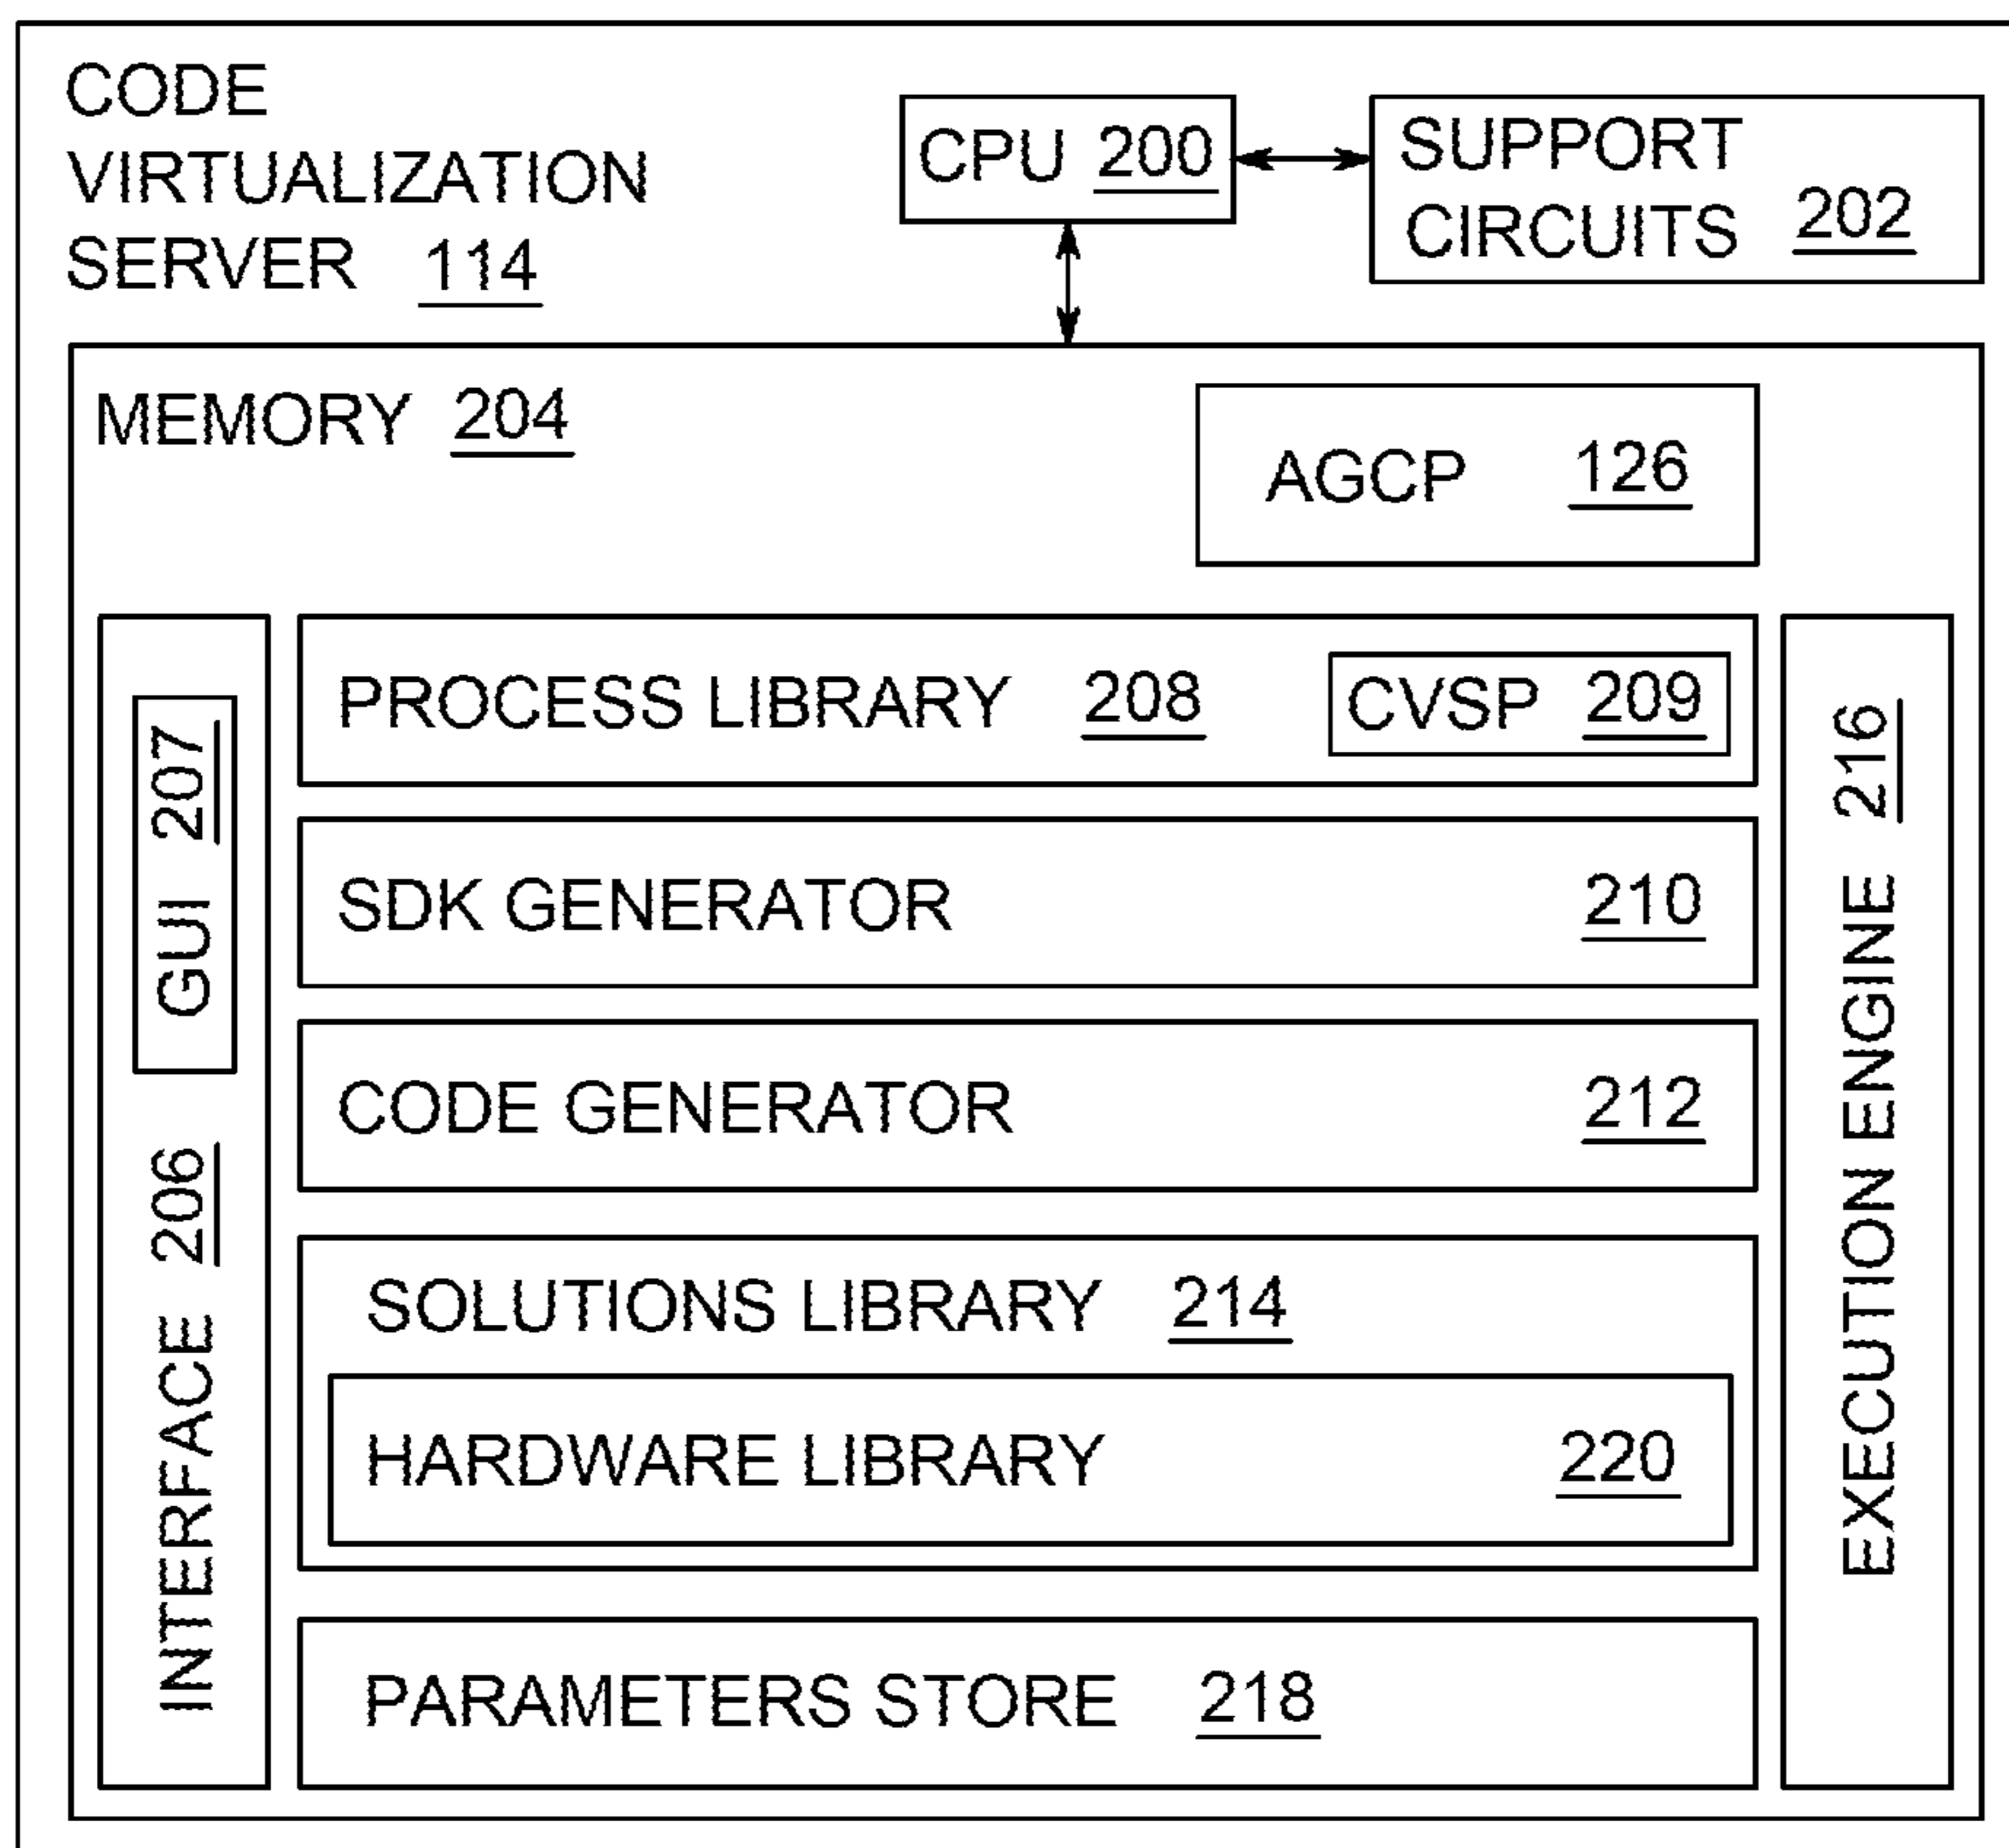 CODE
VIRTUALIZATION
SERVER 114
CPU 200
SUPPORT
CIRCUITS 202
MEMORY 204
AGCP 126
INTERFACE 206
GUI 207
PROCESS LIBRARY 208
CVSP 209
SDK GENERATOR 210
CODE GENERATOR 212
SOLUTIONS LIBRARY 214
HARDWARE LIBRARY 220
PARAMETERS STORE 218
EXECUTION ENGINE 216